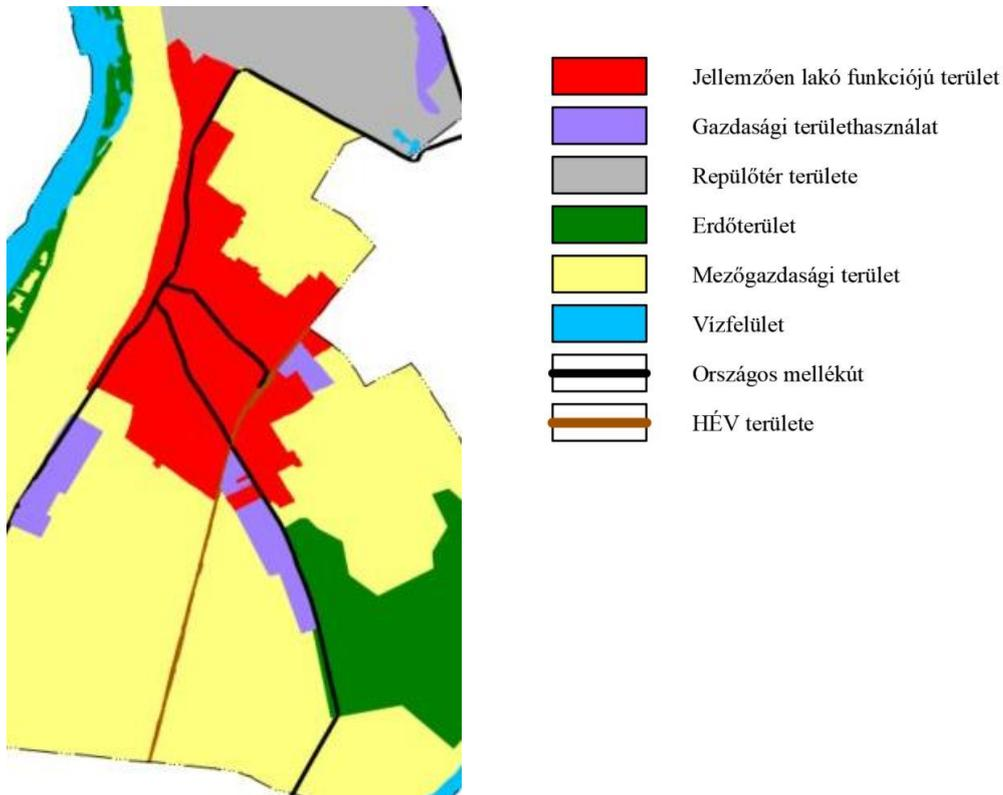 Jellemzően lakó funkciójú terület
Gazdasági területhasználat
Repülőtér területe
Erdőterület
Mezőgazdasági terület
Vízfelület
Országos mellékút
HÉV területe